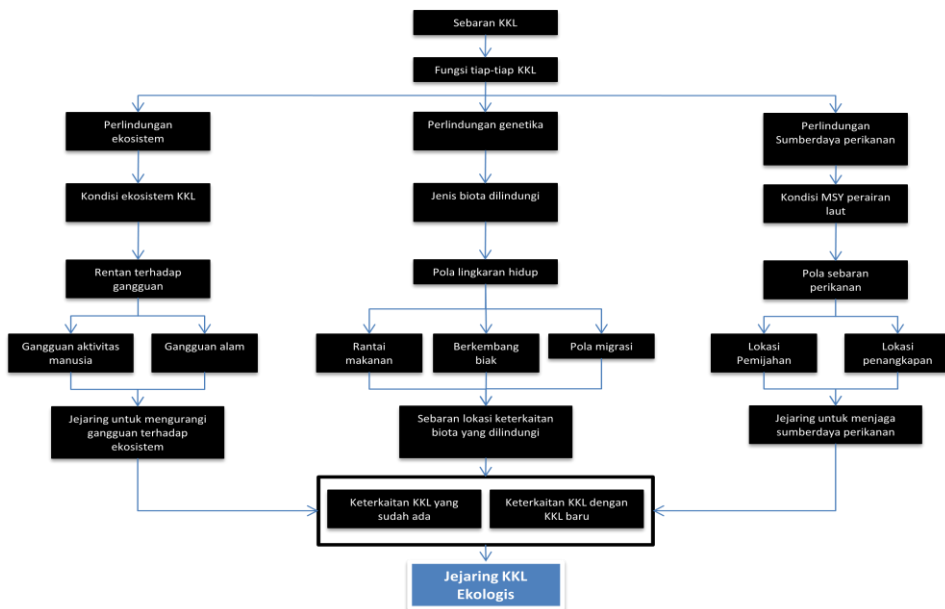 Sebaran KKL
Fungsi tiap-tiap KKL
Perlindungan
ekosistem
Perlindungan genetika
Perlindungan
Sumberdaya perikanan
Kondisi ekosistem KKL
Jenis biota dilindungi
Kondisi MSY perairan
laut
Rentan terhadap
gangguan
Pola lingkaran hidup
Pola sebaran
perikanan
Gangguan aktivitas
manusia
Gangguan alam
Rantai
makanan
Berkembang
biak
Pola migrasi
Lokasi
Pemijahan
Lokasi
penangkapan
Jejaring untuk mengurangi
gangguan terhadap
ekosistem
Sebaran lokasi keterkaitan
biota yang dilindungi
Jejaring untuk menjaga
sumberdaya perikanan
Keterkaitan KKL yang
sudah ada
Keterkaitan KKL dengan
KKL baru
Jejaring KKL
Ekologis